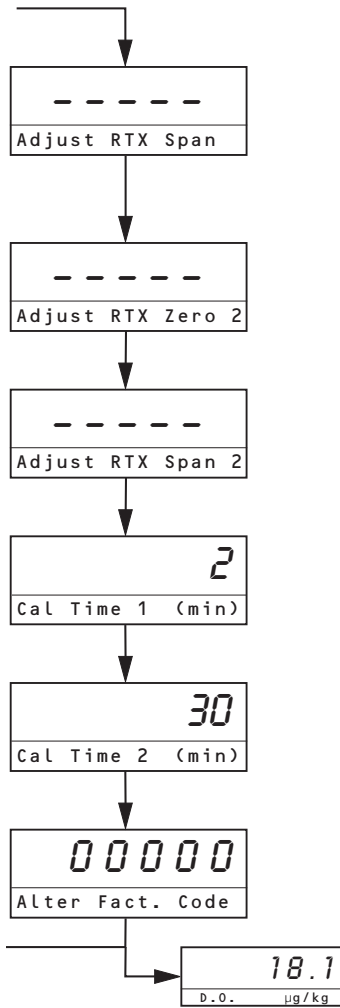 - - - - -
Adjust RTX Span
- - - - -
Adjust RTX Zero 2
- - - - -
Adjust RTX Span 2
2
Cal Time 1 (min)
30
Cal Time 2 (min)
00000
Alter Fact. Code
18.1
D.O. µg/kg